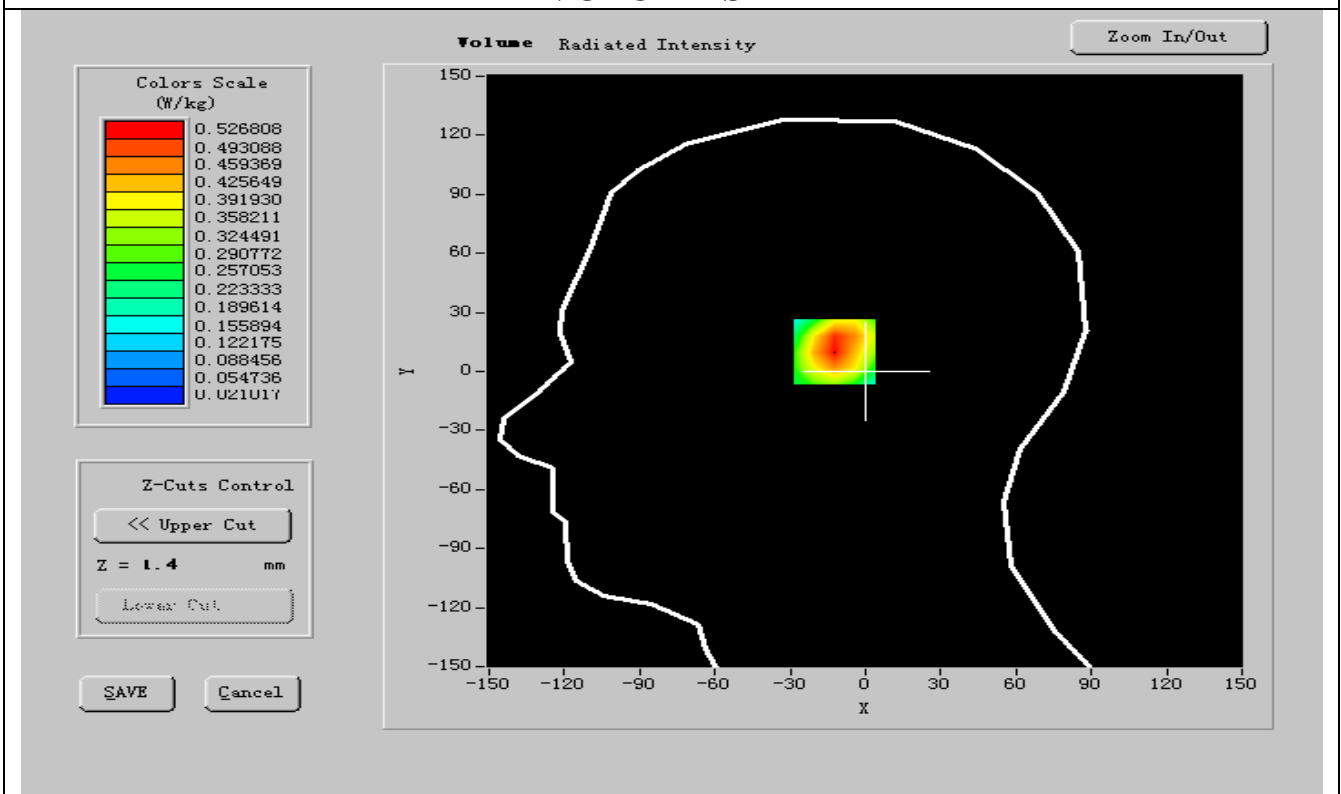 Volume Radiated Intensity
Zoom In/Out
Colors Scale
(W/kg)
0.526808
0.493088
0.459369
0.425649
0.391930
0.358211
0.324491
0.290772
0.257053
0.223333
0.189614
0.155894
0.122175
0.088456
0.054736
0.021017
Z-Cuts Control
<< Upper Cut
Z = 1.4 mm
Lower Cut
SAVE
Cancel
150
120
90
60
30
0
-30
-60
-90
-120
-150
Y
-150 -120 -90 -60 -30 0 30 60 90 120 150
X